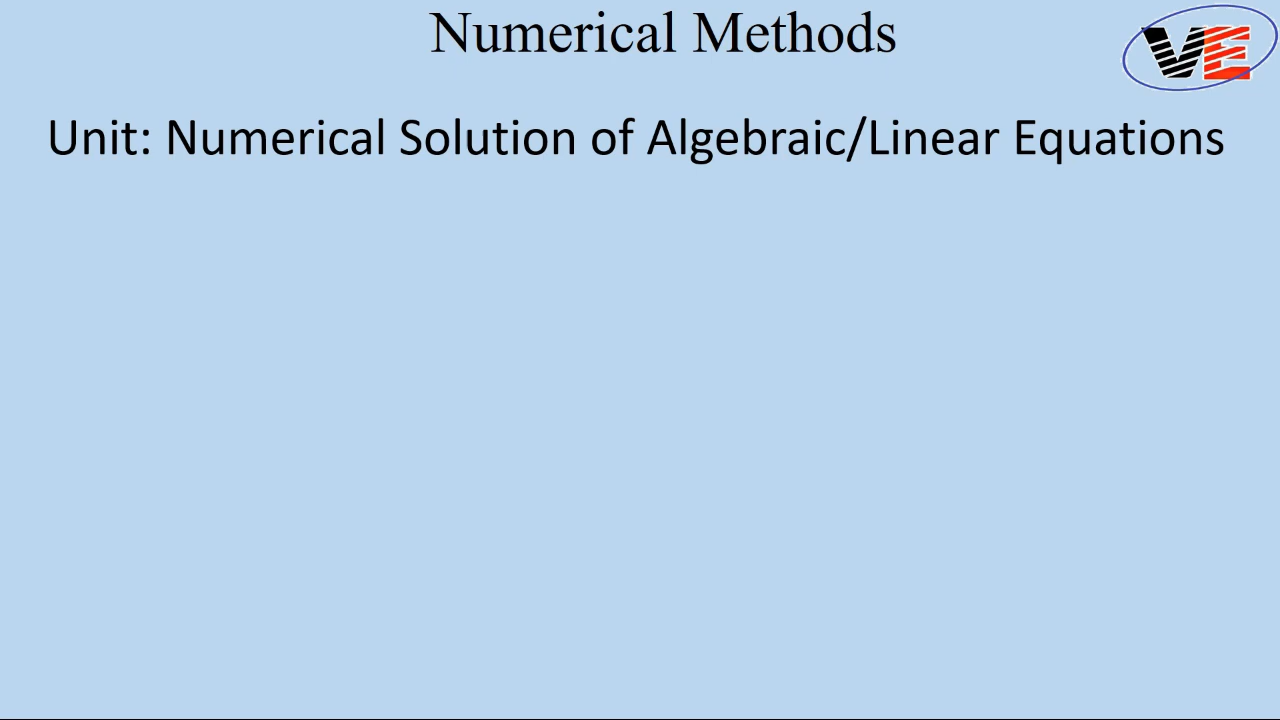 Numerical Methods
VE
Unit: Numerical Solution of Algebraic/Linear Equations